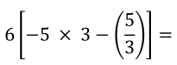 6 [−5 × 3 − (5/3)] =